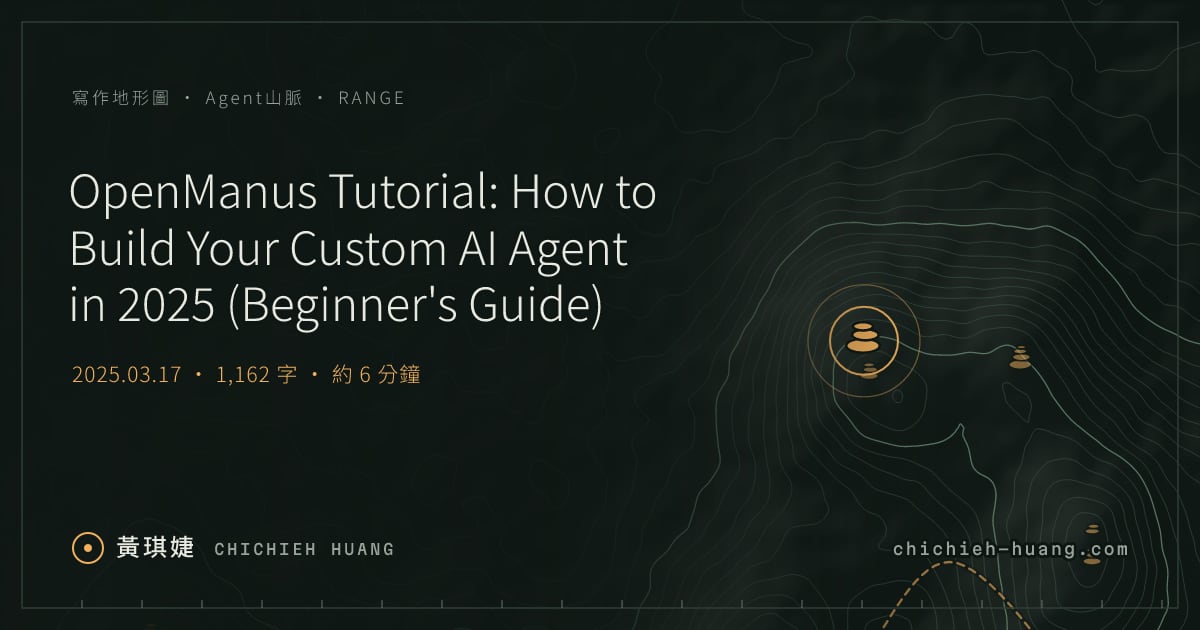 寫作地形圖 · Agent山脈 · RANGE
OpenManus Tutorial: How to
Build Your Custom AI Agent
in 2025 (Beginner's Guide)
2025.03.17 · 1,162 字 · 約 6 分鐘
黃琪婕 CHICHIEH HUANG
chichieh-huang.com